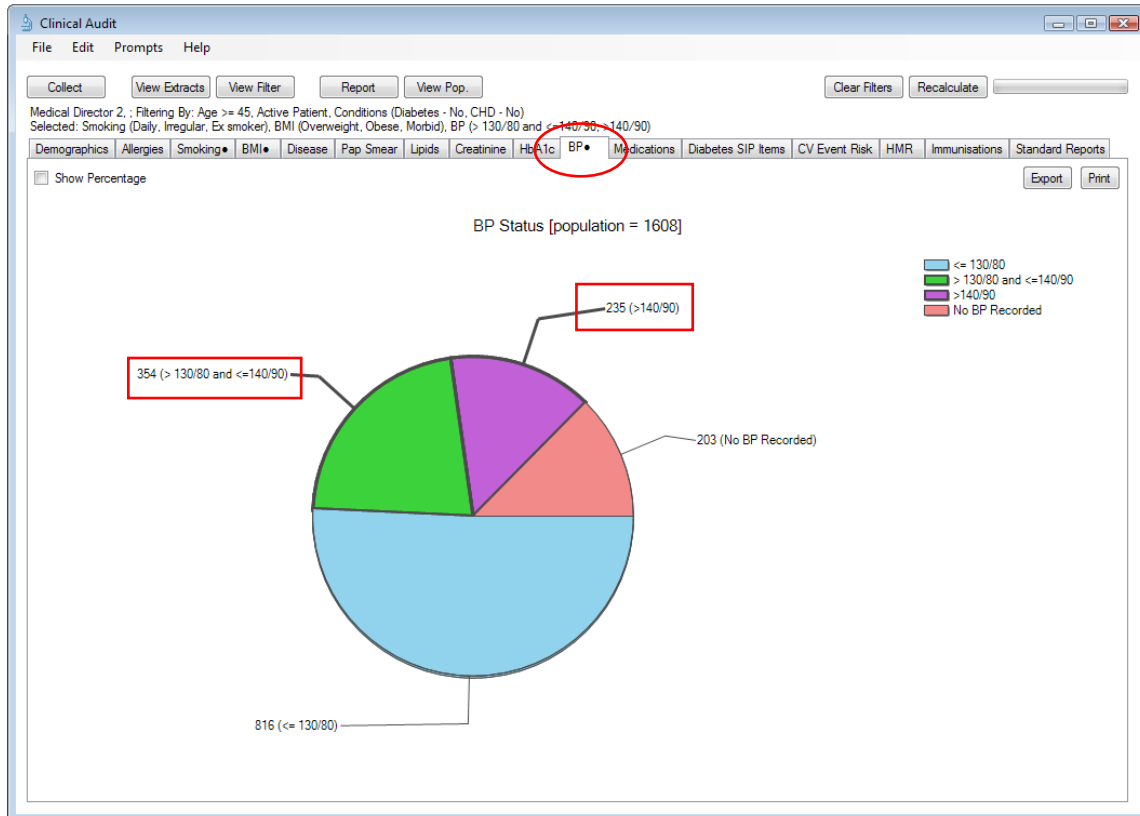 Clinical Audit
File Edit Prompts Help
Collect View Extracts View Filter Report View Pop. Clear Filters Recalculate
Medical Director 2, ; Filtering By: Age >= 45, Active Patient, Conditions (Diabetes - No, CHD - No)
Selected: Smoking (Daily, Irregular, Ex smoker), BMI (Overweight, Obese, Morbid), BP (> 130/80 and <=140/90, >140/90)
Demographics Allergies Smoking● BMI● Disease Pap Smear Lipids Creatinine HbA1c BP● Medications Diabetes SIP Items CV Event Risk HMR Immunisations Standard Reports
Show Percentage Export Print
BP Status [population = 1608]
<= 130/80
> 130/80 and <=140/90
>140/90
No BP Recorded
235 (>140/90)
354 (> 130/80 and <=140/90)
203 (No BP Recorded)
816 (<= 130/80)